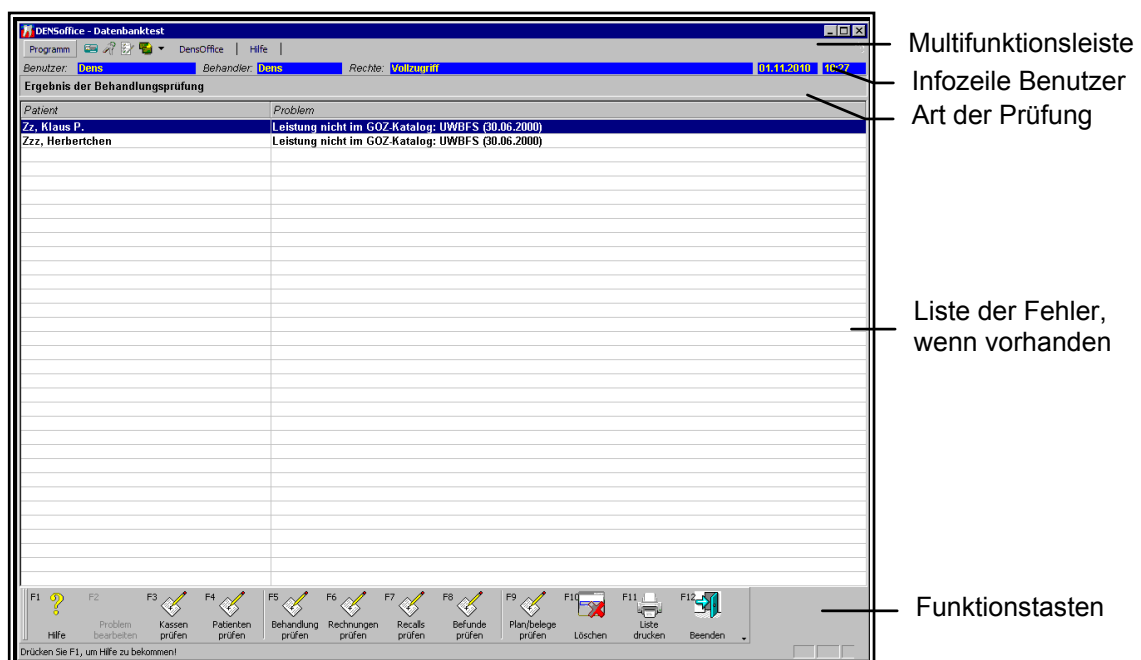 DENSoffice - Datenbanktest
Programm DensOffice | Hilfe |
Multifunktionsleiste
Benutzer: Dens Behandler: Dens Rechte: Vollzugriff 01.11.2010 10:27
Infozeile Benutzer
Ergebnis der Behandlungsprüfung
Art der Prüfung
Patient Problem
Zz, Klaus P. Leistung nicht im GOZ-Katalog: UWBFS (30.06.2000)
Zzz, Herbertchen Leistung nicht im GOZ-Katalog: UWBFS (30.06.2000)
Liste der Fehler,
wenn vorhanden
F1 Hilfe
F2 Problem bearbeiten
F3 Kassen prüfen
F4 Patienten prüfen
F5 Behandlung prüfen
F6 Rechnungen prüfen
F7 Recalls prüfen
F8 Befunde prüfen
F9 Plan/belege prüfen
F10 Löschen
F11 Liste drucken
F12 Beenden
Funktionstasten
Drücken Sie F1, um Hilfe zu bekommen!